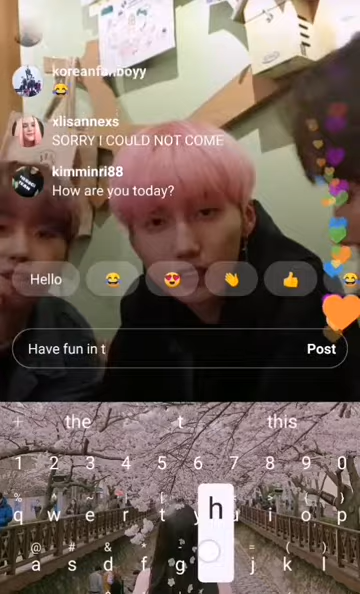 koreanfanboyy
😂
xlisannexs
SORRY I COULD NOT COME
kimminri88
How are you today?
Hello 😂 😍 👏 👍 😂
Have fun in t Post
+ the t this
1 2 3 4 5 6 7 8 9 0
q w e r t y i o p
h
a s d f g j k l